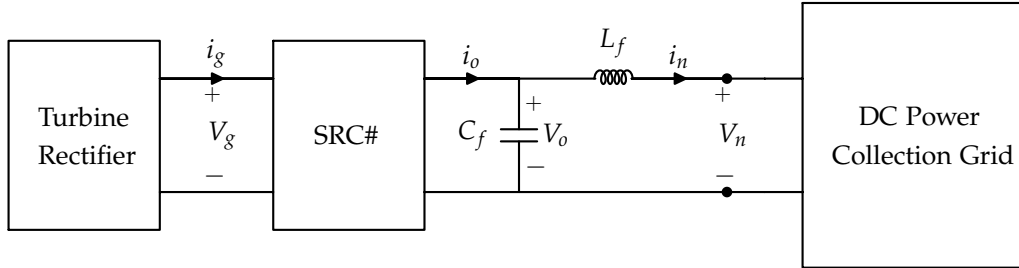 Turbine
Rectifier
i_g
+
V_g
−
SRC#
i_o
C_f
+
V_o
−
L_f
i_n
+
V_n
−
DC Power
Collection Grid